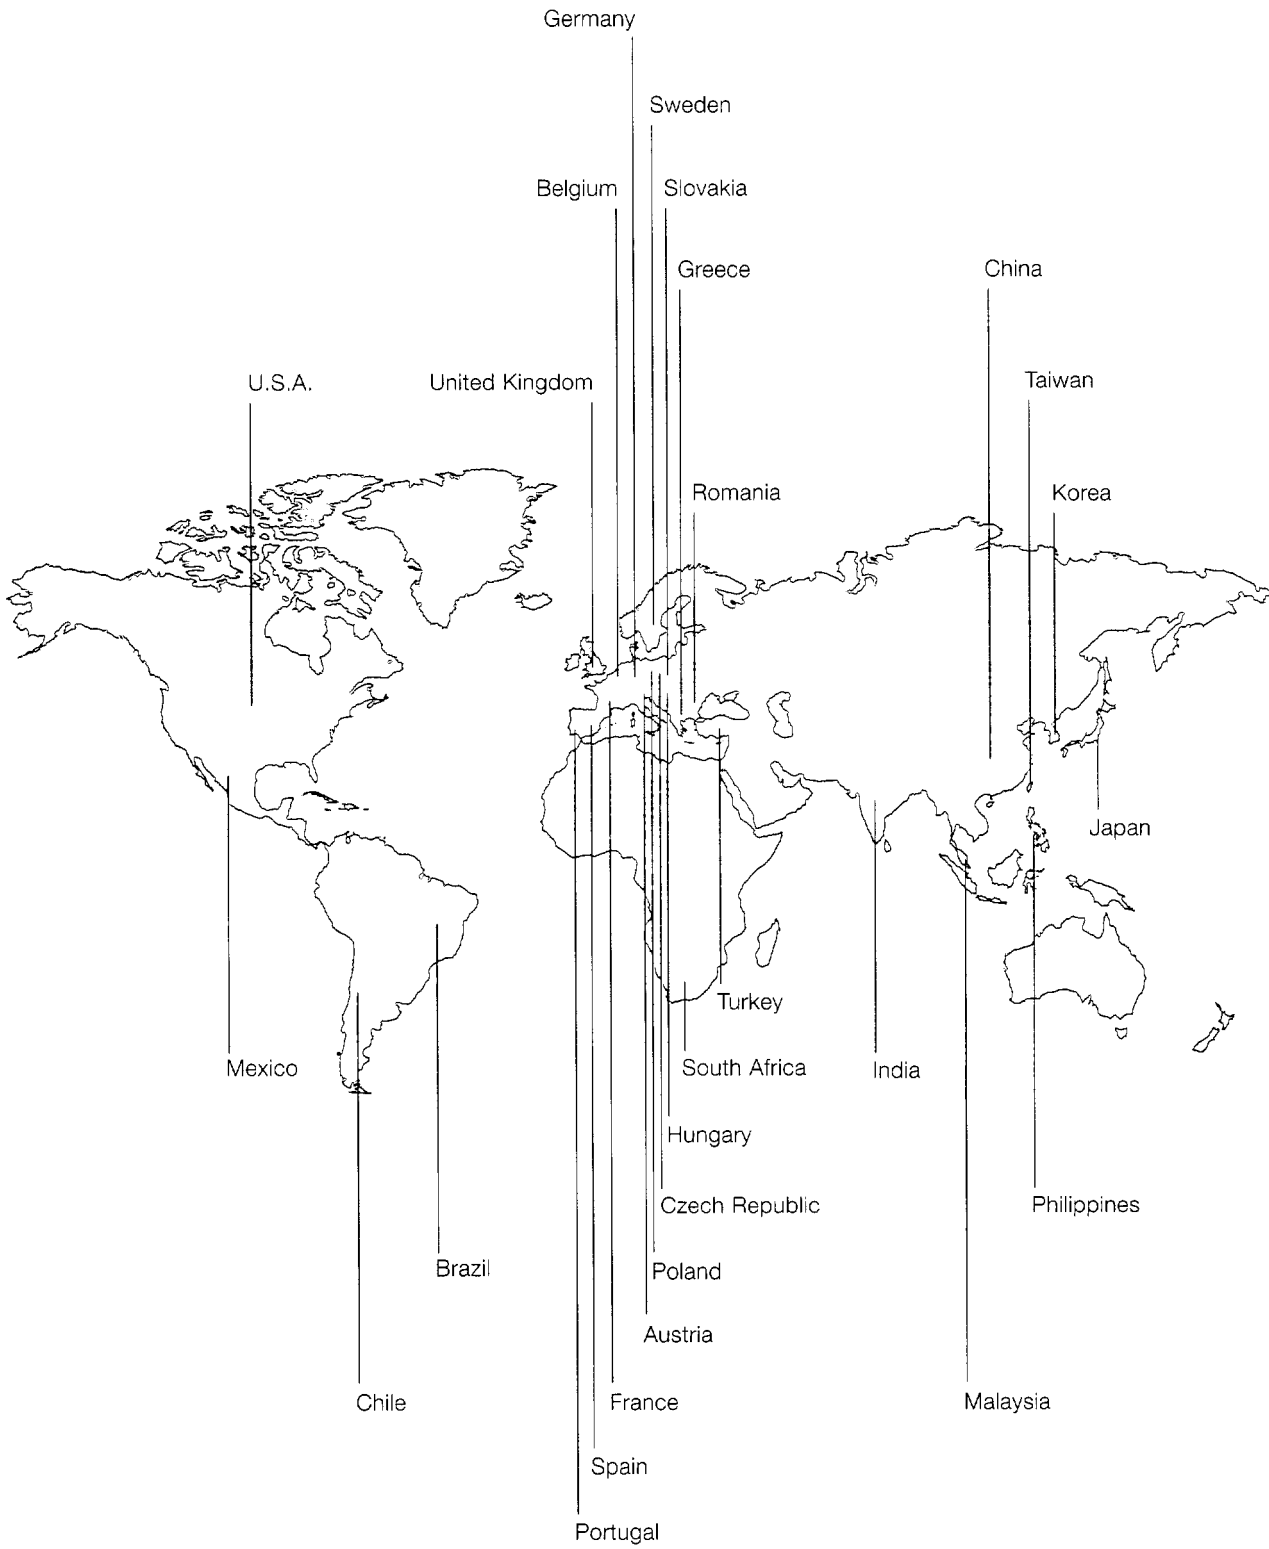 Germany
Sweden
Belgium
Slovakia
Greece
China
U.S.A.
United Kingdom
Taiwan
Romania
Korea
Japan
Turkey
Mexico
South Africa
India
Hungary
Czech Republic
Philippines
Brazil
Poland
Austria
Chile
France
Malaysia
Spain
Portugal